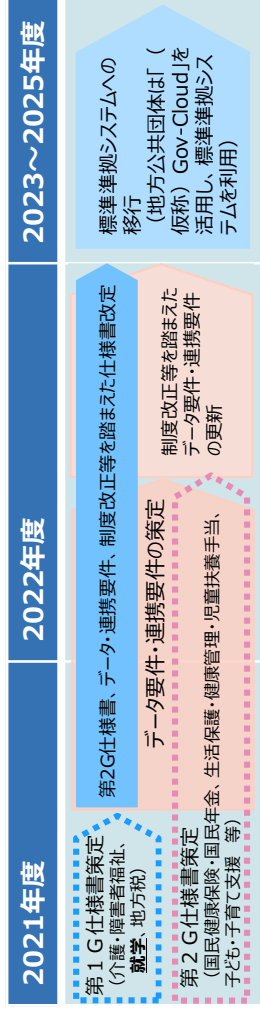 2021年度
2022年度
2023～2025年度
第１Ｇ仕様書策定
（介護・障害者福祉、
就学、地方税）
第2G仕様書、データ・連携要件、制度改正等を踏まえた仕様書改定
データ要件・連携要件の策定
第２Ｇ仕様書策定
（国民健康保険・国民年金、生活保護・健康管理・児童扶養手当、
子ども・子育て支援　等）
制度改正等を踏まえた
データ要件・連携要件
の更新
標準準拠システムへの
移行
（地方公共団体は「（
仮称）Gov-Cloud」を
活用し、標準準拠シス
テムを利用）